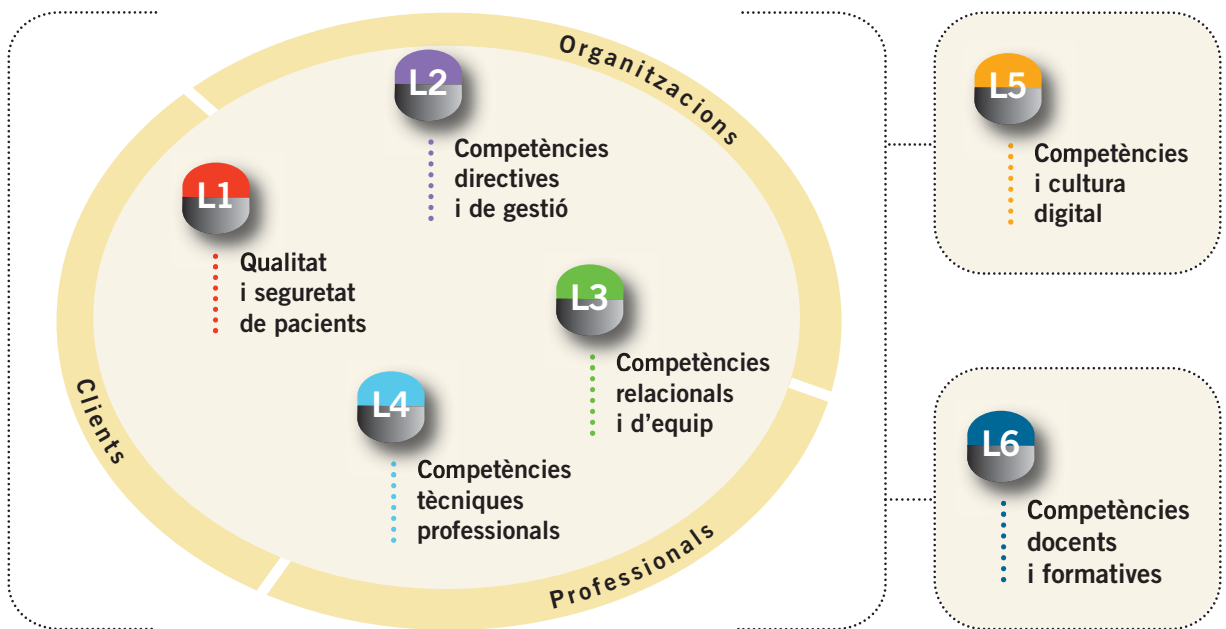 Organitzacions
L2
Competències
directives
i de gestió
L1
Qualitat
i seguretat
de pacients
L3
Competències
relacionals
i d’equip
L4
Competències
tècniques
professionals
Clients
Professionals
L5
Competències
i cultura
digital
L6
Competències
docents
i formatives